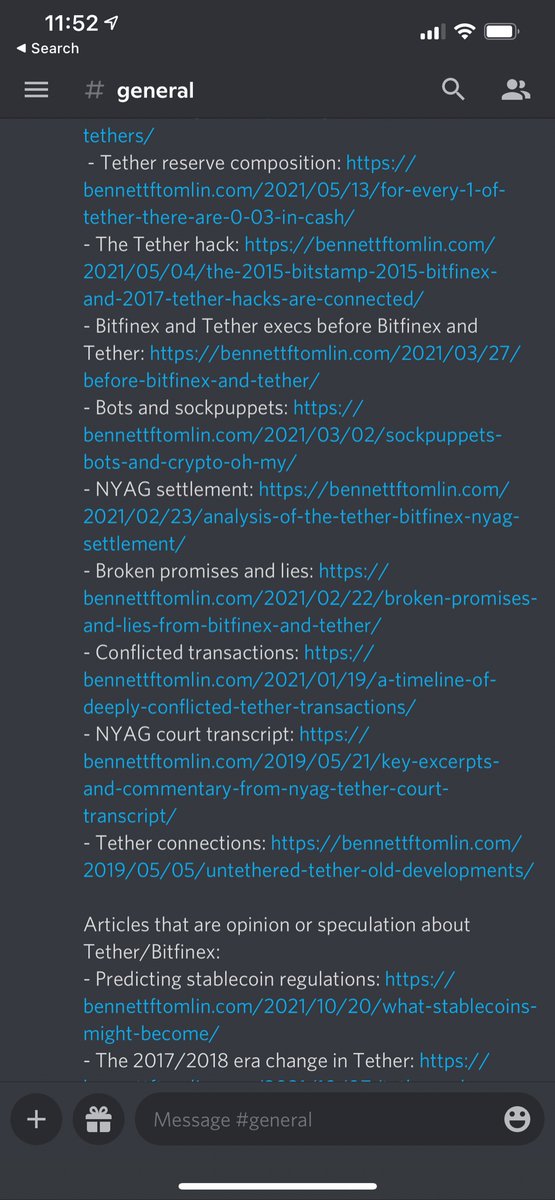 11:52
◀ Search
# general
tethers/
- Tether reserve composition: https://
bennettftomlin.com/2021/05/13/for-every-1-of-
tether-there-are-0-03-in-cash/
- The Tether hack: https://bennettftomlin.com/
2021/05/04/the-2015-bitstamp-2015-bitfinex-
and-2017-tether-hacks-are-connected/
- Bitfinex and Tether execs before Bitfinex and
Tether: https://bennettftomlin.com/2021/03/27/
before-bitfinex-and-tether/
- Bots and sockpuppets: https://
bennettftomlin.com/2021/03/02/sockpuppets-
bots-and-crypto-oh-my/
- NYAG settlement: https://bennettftomlin.com/
2021/02/23/analysis-of-the-tether-bitfinex-nyag-
settlement/
- Broken promises and lies: https://
bennettftomlin.com/2021/02/22/broken-promises-
and-lies-from-bitfinex-and-tether/
- Conflicted transactions: https://
bennettftomlin.com/2021/01/19/a-timeline-of-
deeply-conflicted-tether-transactions/
- NYAG court transcript: https://
bennettftomlin.com/2019/05/21/key-excerpts-
and-commentary-from-nyag-tether-court-
transcript/
- Tether connections: https://bennettftomlin.com/
2019/05/05/untethered-tether-old-developments/
Articles that are opinion or speculation about
Tether/Bitfinex:
- Predicting stablecoin regulations: https://
bennettftomlin.com/2021/10/20/what-stablecoins-
might-become/
- The 2017/2018 era change in Tether: https://
Message #general